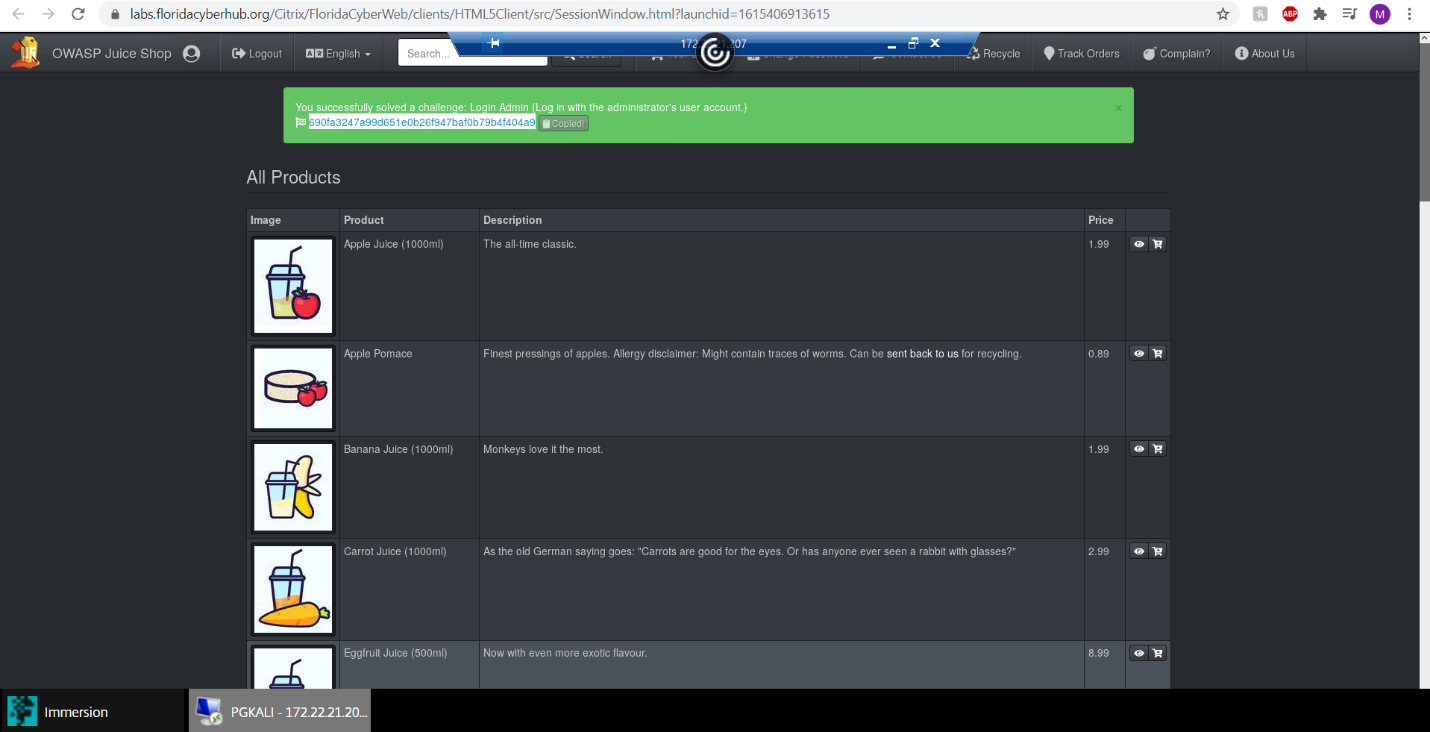 labs.floridacyberhub.org/Citrix/FloridaCyberWeb/clients/HTML5Client/src/SessionWindow.html?launchid=1615406913615
ABP
M
OWASP Juice Shop Logout English Search... Recycle Track Orders Complain? About Us
You successfully solved a challenge: Login Admin (Log in with the administrator's user account.)
×
690fa3247a99d651e0b26f947baf0b79b4f404a9 Copied!
All Products
Image Product Description Price
Apple Juice (1000ml) The all-time classic. 1.99
Apple Pomace Finest pressings of apples. Allergy disclaimer: Might contain traces of worms. Can be sent back to us for recycling. 0.89
Banana Juice (1000ml) Monkeys love it the most. 1.99
Carrot Juice (1000ml) As the old German saying goes: "Carrots are good for the eyes. Or has anyone ever seen a rabbit with glasses?" 2.99
Eggfruit Juice (500ml) Now with even more exotic flavour. 8.99
Immersion PGKALI - 172.22.21.20...